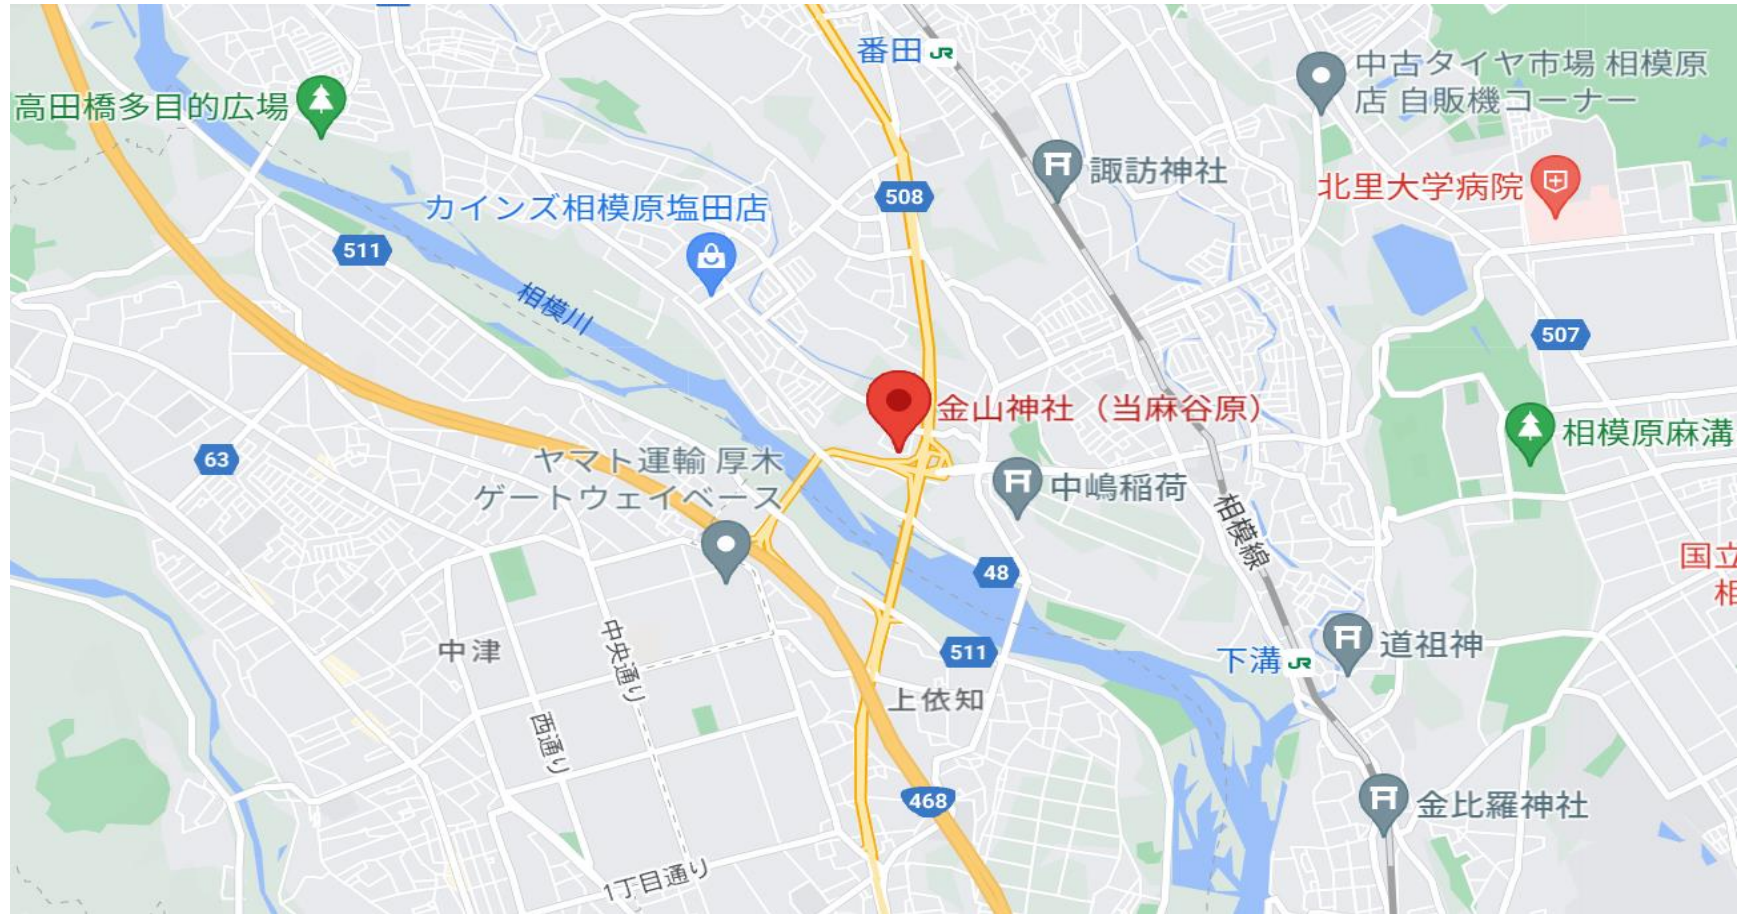 番田 JR
中古タイヤ市場 相模原
店 自販機コーナー
高田橋多目的広場
諏訪神社
北里大学病院
508
カインズ相模原塩田店
511
相模川
507
金山神社（当麻谷原）
相模原麻溝
63
ヤマト運輸 厚木
ゲートウェイベース
中嶋稲荷
相模線
48
国立
相
中津
中央通り
511
道祖神
下溝 JR
上依知
西通り
468
金比羅神社
1丁目通り